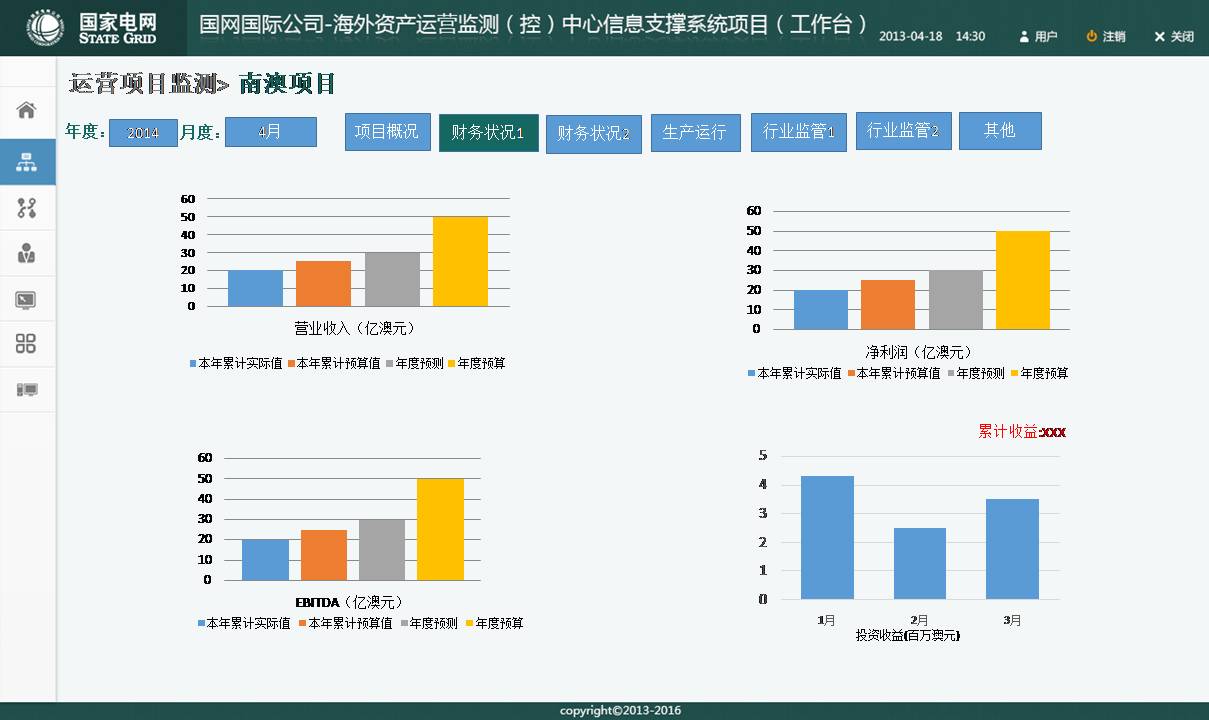 国家电网
STATE GRID
国网国际公司-海外资产运营监测（控）中心信息支撑系统项目（工作台）
2013-04-18 14:30 用户 注销 关闭
运营项目监测> 南澳项目
年度： 2014 月度： 4月 项目概况 财务状况1 财务状况2 生产运行 行业监管1 行业监管2 其他
60
50
40
30
20
10
0
营业收入（亿澳元）
本年累计实际值 本年累计预算值 年度预测 年度预算
60
50
40
30
20
10
0
净利润（亿澳元）
本年累计实际值 本年累计预算值 年度预测 年度预算
60
50
40
30
20
10
0
EBITDA（亿澳元）
本年累计实际值 本年累计预算值 年度预测 年度预算
累计收益:xxx
5
4
3
2
1
0
1月 2月 3月
投资收益(百万澳元)
copyright©2013-2016